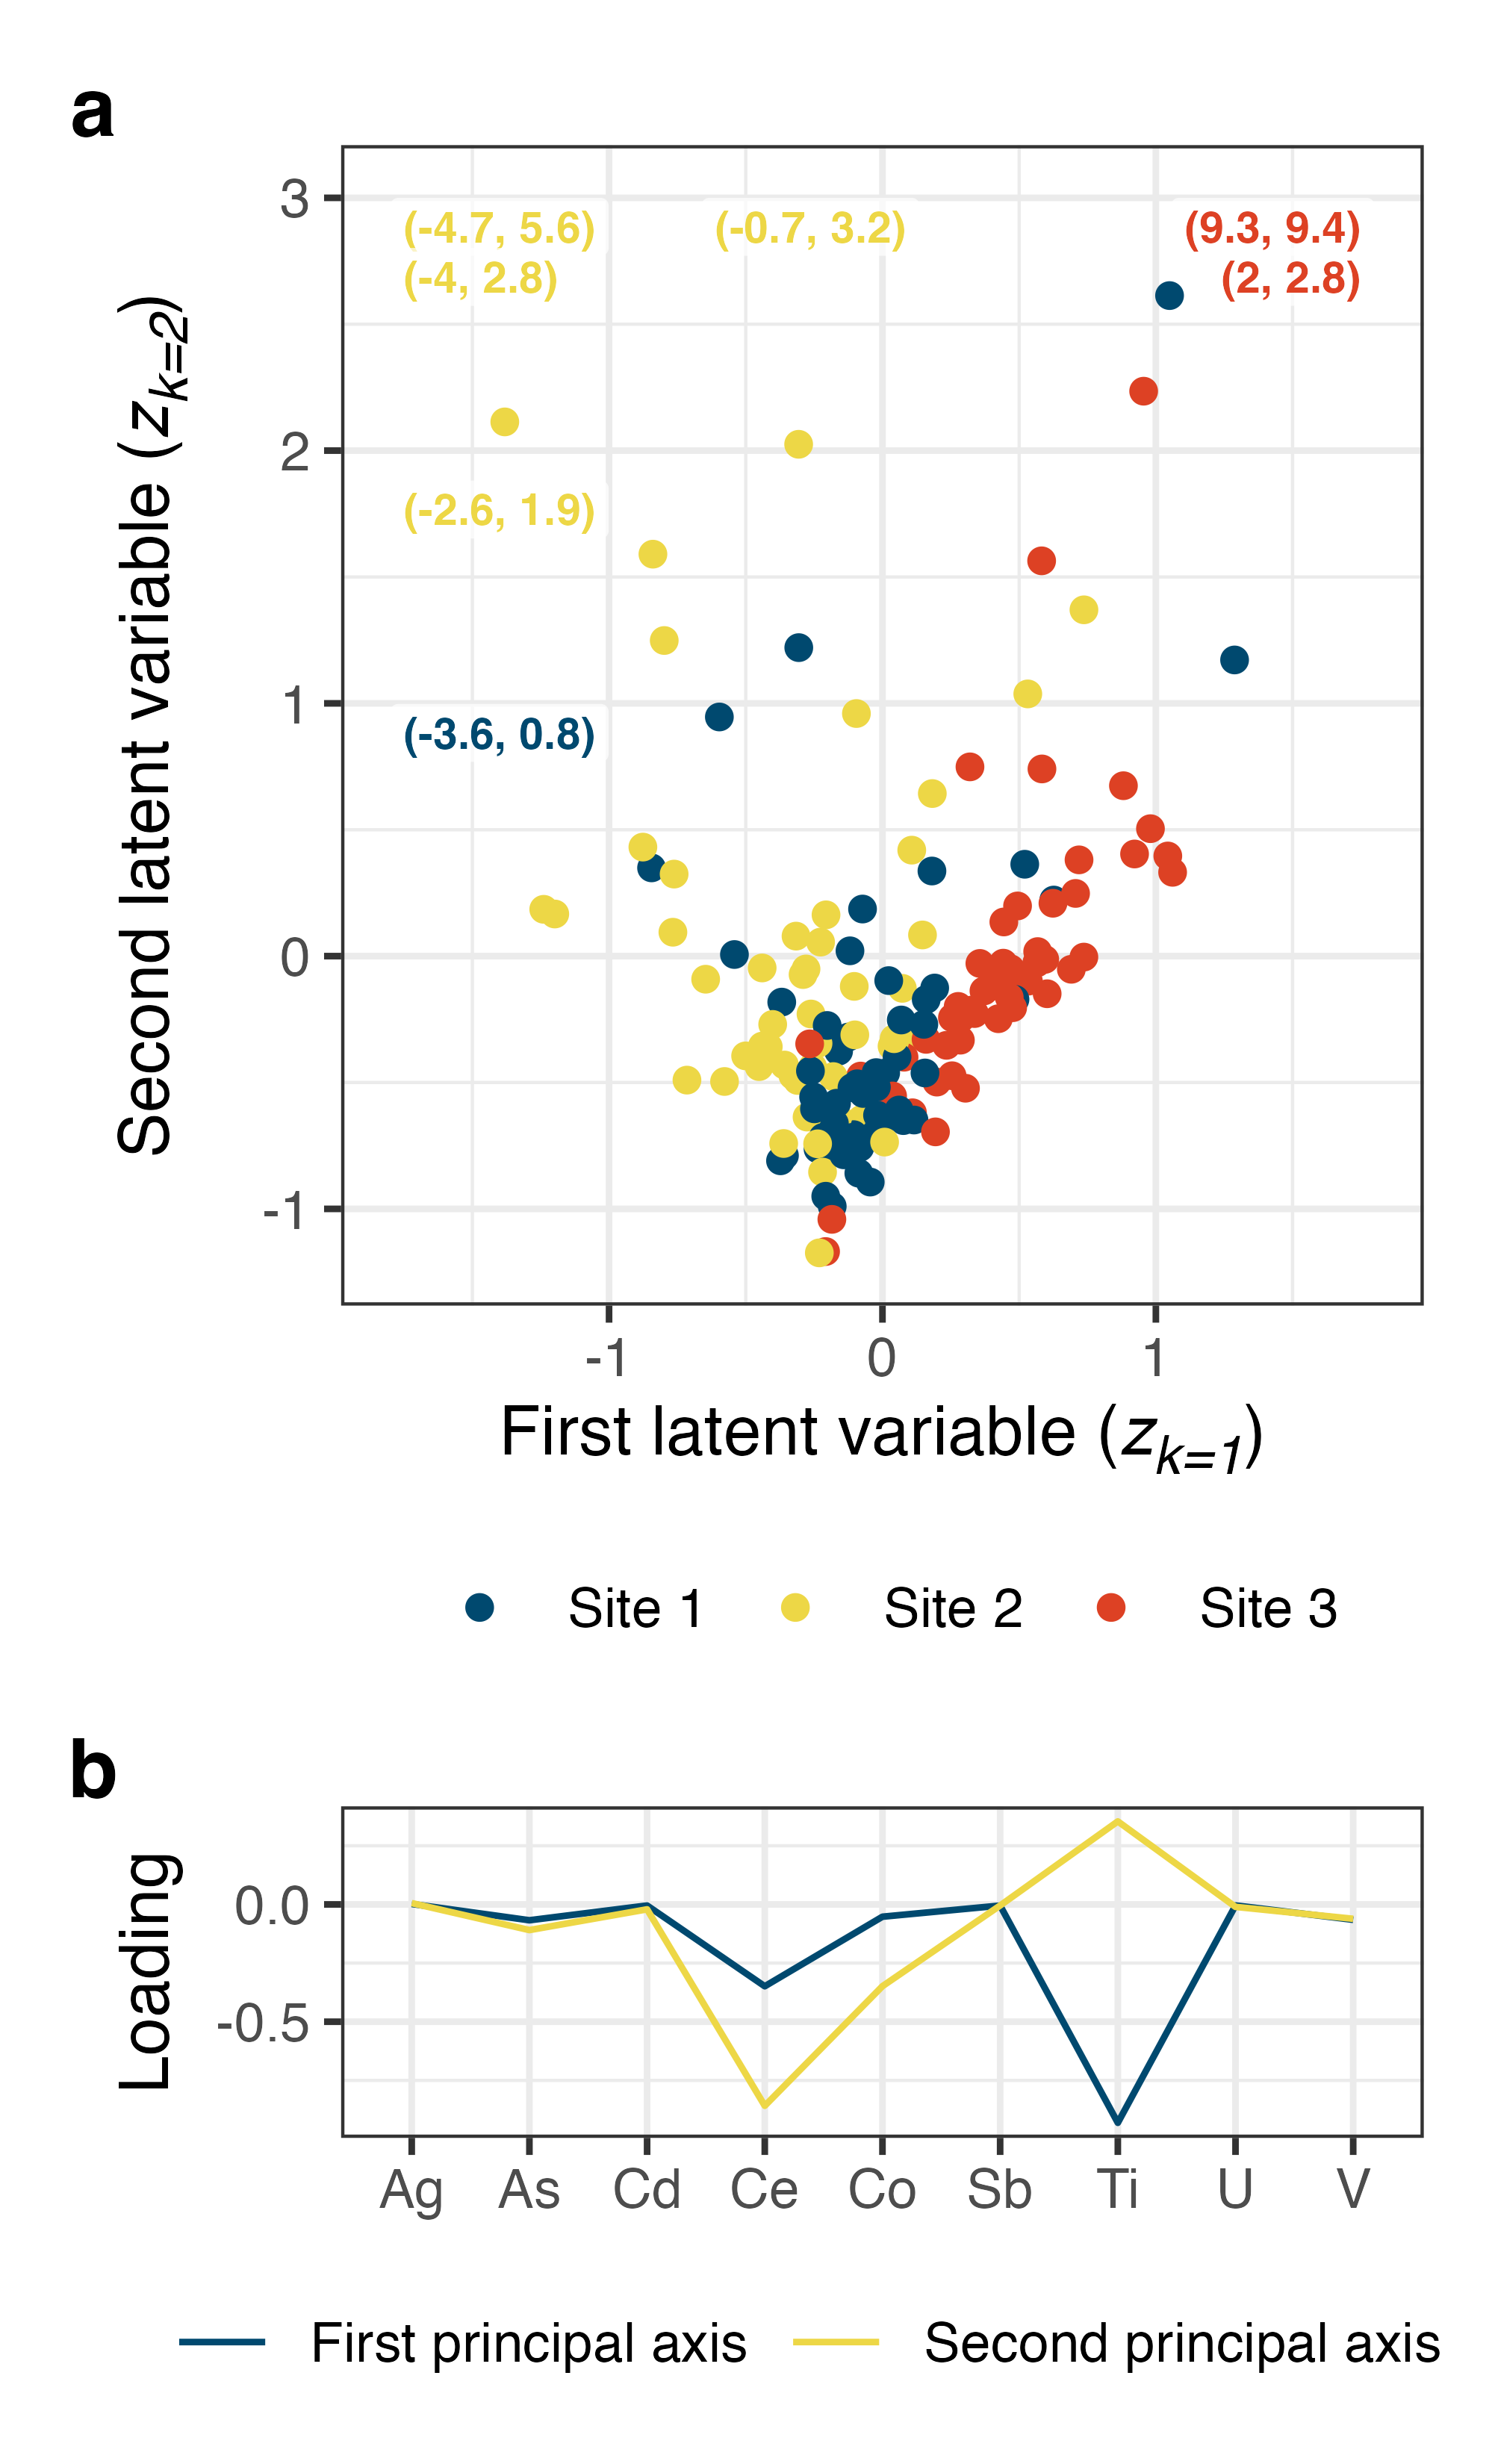 a
3
(-4.7, 5.6) (-0.7, 3.2) (9.3, 9.4)
(-4, 2.8) (2, 2.8)
2
(-2.6, 1.9)
1
(-3.6, 0.8)
0
-1
Second latent variable (z_{k=2})
-1 0 1
First latent variable (z_{k=1})
Site 1 Site 2 Site 3
b
Loading
0.0
-0.5
Ag As Cd Ce Co Sb Ti U V
First principal axis Second principal axis